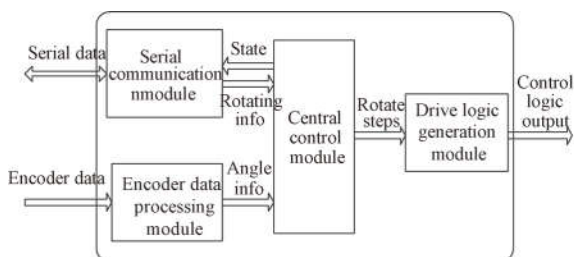 Serial data
Serial
communication
nmodule
State
Rotating
info
Central
control
module
Rotate
steps
Drive logic
generation
module
Control
logic
output
Encoder data
Encoder data
processing
module
Angle
info